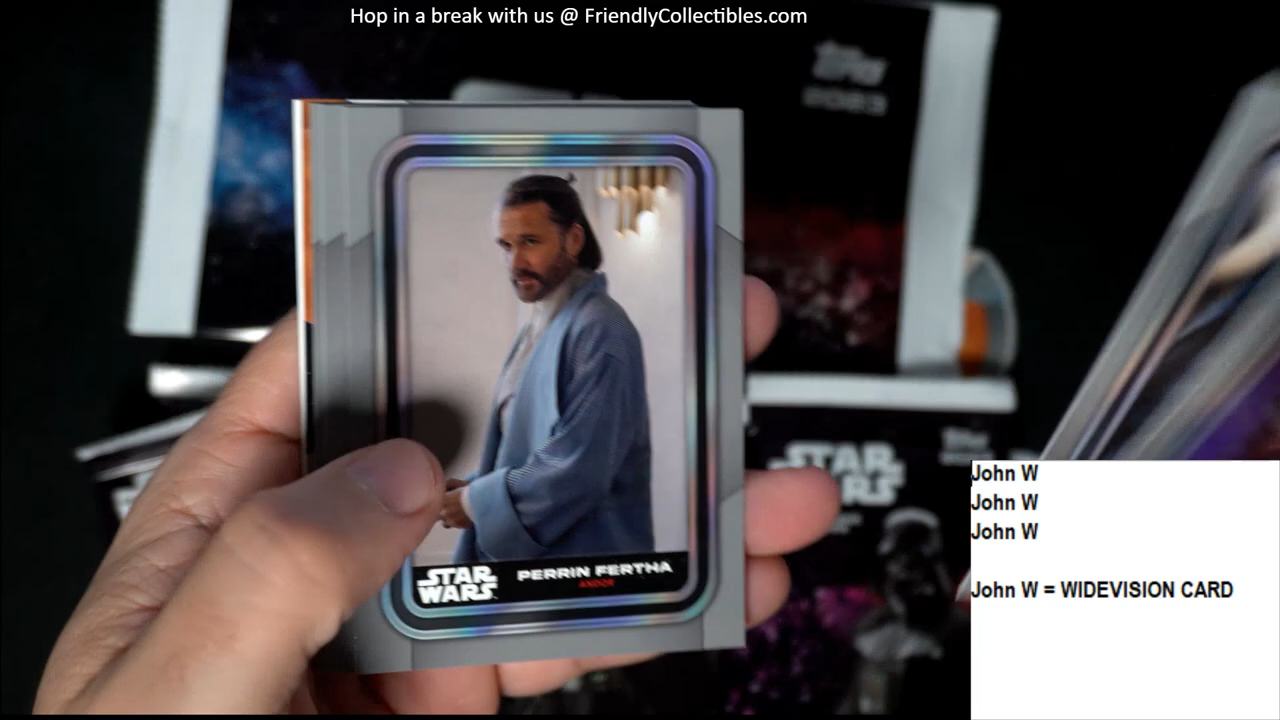 Hop in a break with us @ FriendlyCollectibles.com
Topps
2023
STAR
WARS
PERRIN FERTHA
ANDOR
STAR
WARS
John W
John W
John W
John W = WIDEVISION CARD